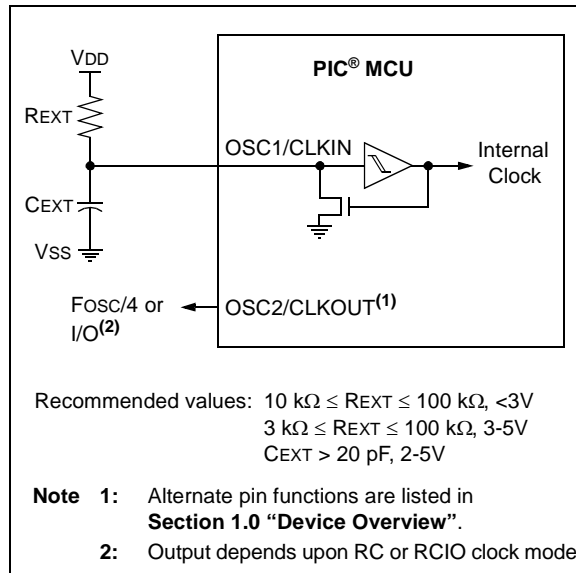 VDD
PIC® MCU
REXT
OSC1/CLKIN
Internal
Clock
CEXT
VSS
FOSC/4 or
I/O(2)
OSC2/CLKOUT(1)
Recommended values: 10 kΩ ≤ REXT ≤ 100 kΩ, <3V
3 kΩ ≤ REXT ≤ 100 kΩ, 3-5V
CEXT > 20 pF, 2-5V
Note 1: Alternate pin functions are listed in
Section 1.0 “Device Overview”.
2: Output depends upon RC or RCIO clock mode